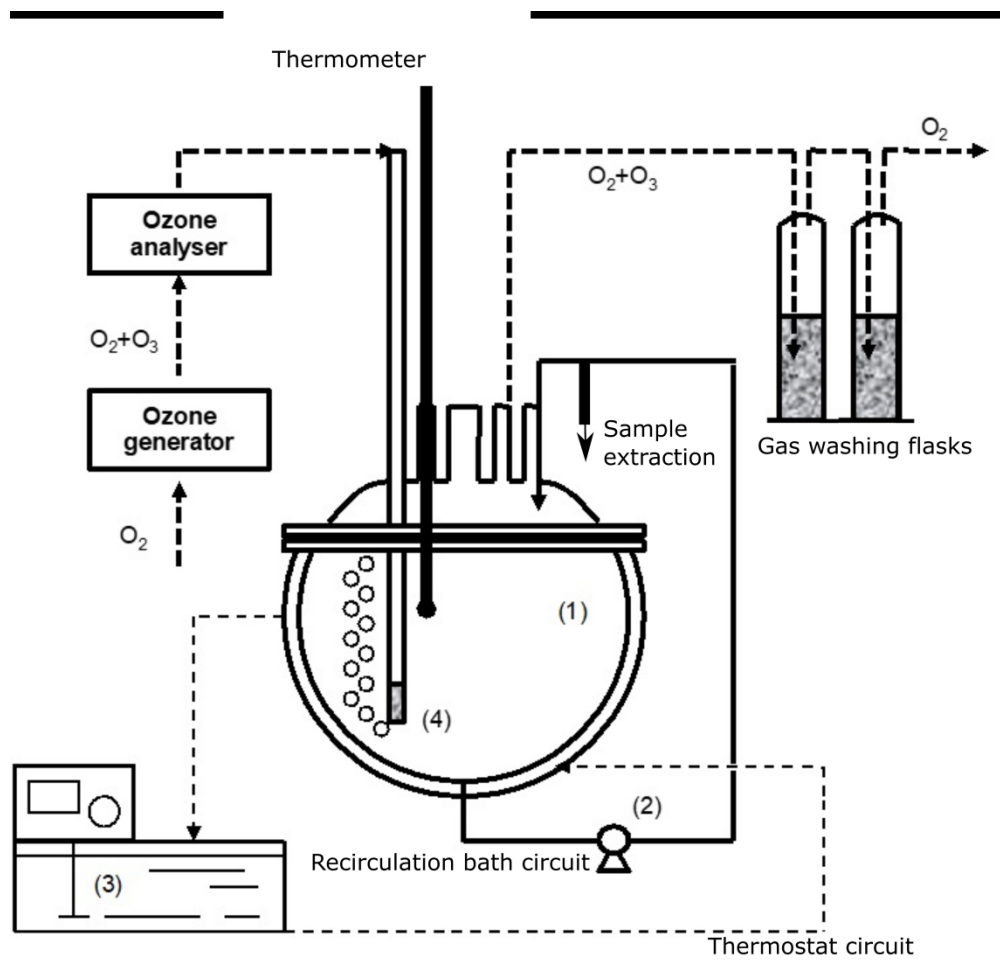 Thermometer
O₂
O₂+O₃
Ozone
analyser
O₂+O₃
Ozone
generator
Sample
extraction
Gas washing flasks
O₂
(1)
(4)
(2)
Recirculation bath circuit
(3)
Thermostat circuit